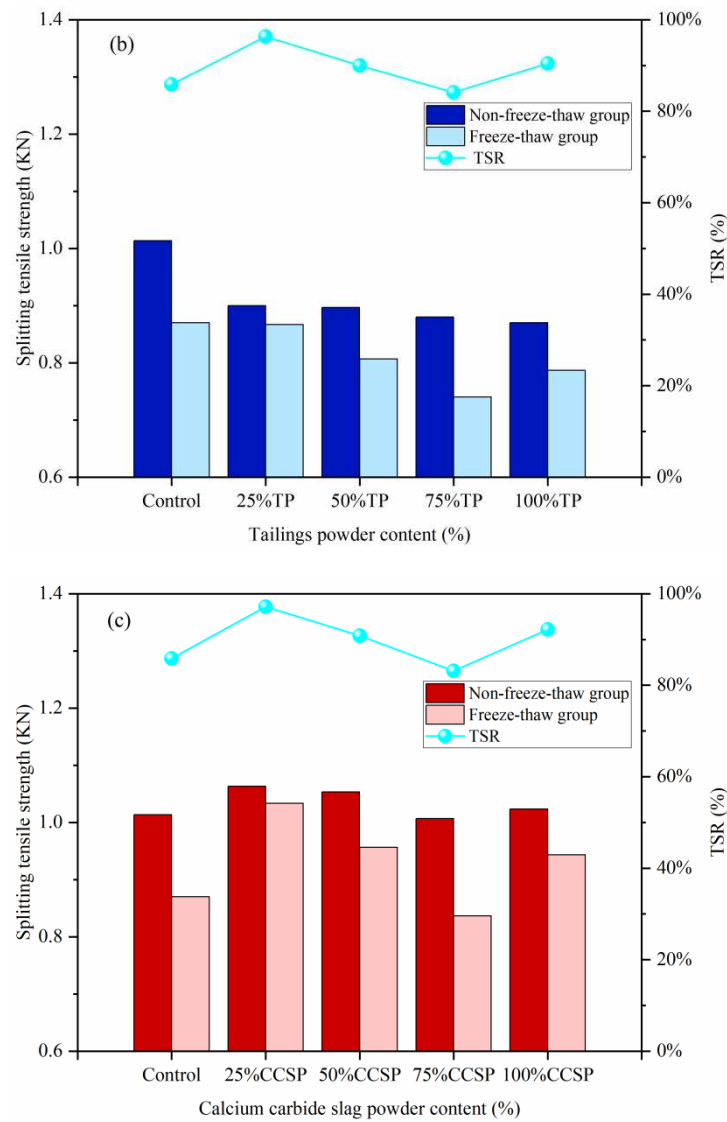 (b)
1.4
1.2
1.0
0.8
0.6
Splitting tensile strength (KN)
100%
80%
60%
40%
20%
0%
TSR (%)
Non-freeze-thaw group
Freeze-thaw group
TSR
Control 25%TP 50%TP 75%TP 100%TP
Tailings powder content (%)
(c)
1.4
1.2
1.0
0.8
0.6
Splitting tensile strength (KN)
100%
80%
60%
40%
20%
0%
TSR (%)
Non-freeze-thaw group
Freeze-thaw group
TSR
Control 25%CCSP 50%CCSP 75%CCSP 100%CCSP
Calcium carbide slag powder content (%)